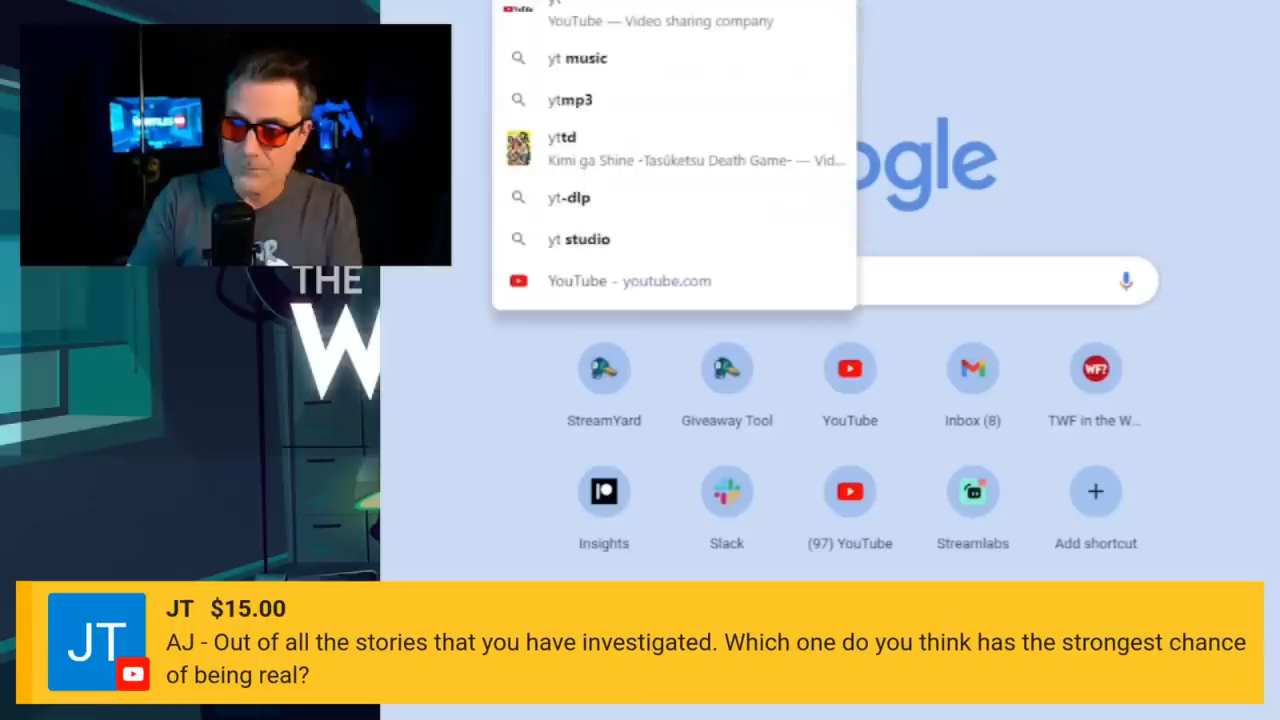 YouTube — Video sharing company
yt music
ytmp3
yttd
Kimi ga Shine -Tasūketsu Death Game- — Vid...
yt-dlp
yt studio
YouTube – youtube.com
ogle
THE
W
StreamYard
Giveaway Tool
YouTube
Inbox (8)
WF?
TWF in the W...
Insights
Slack
(97) YouTube
Streamlabs
Add shortcut
JT
JT $15.00
AJ - Out of all the stories that you have investigated. Which one do you think has the strongest chance
of being real?